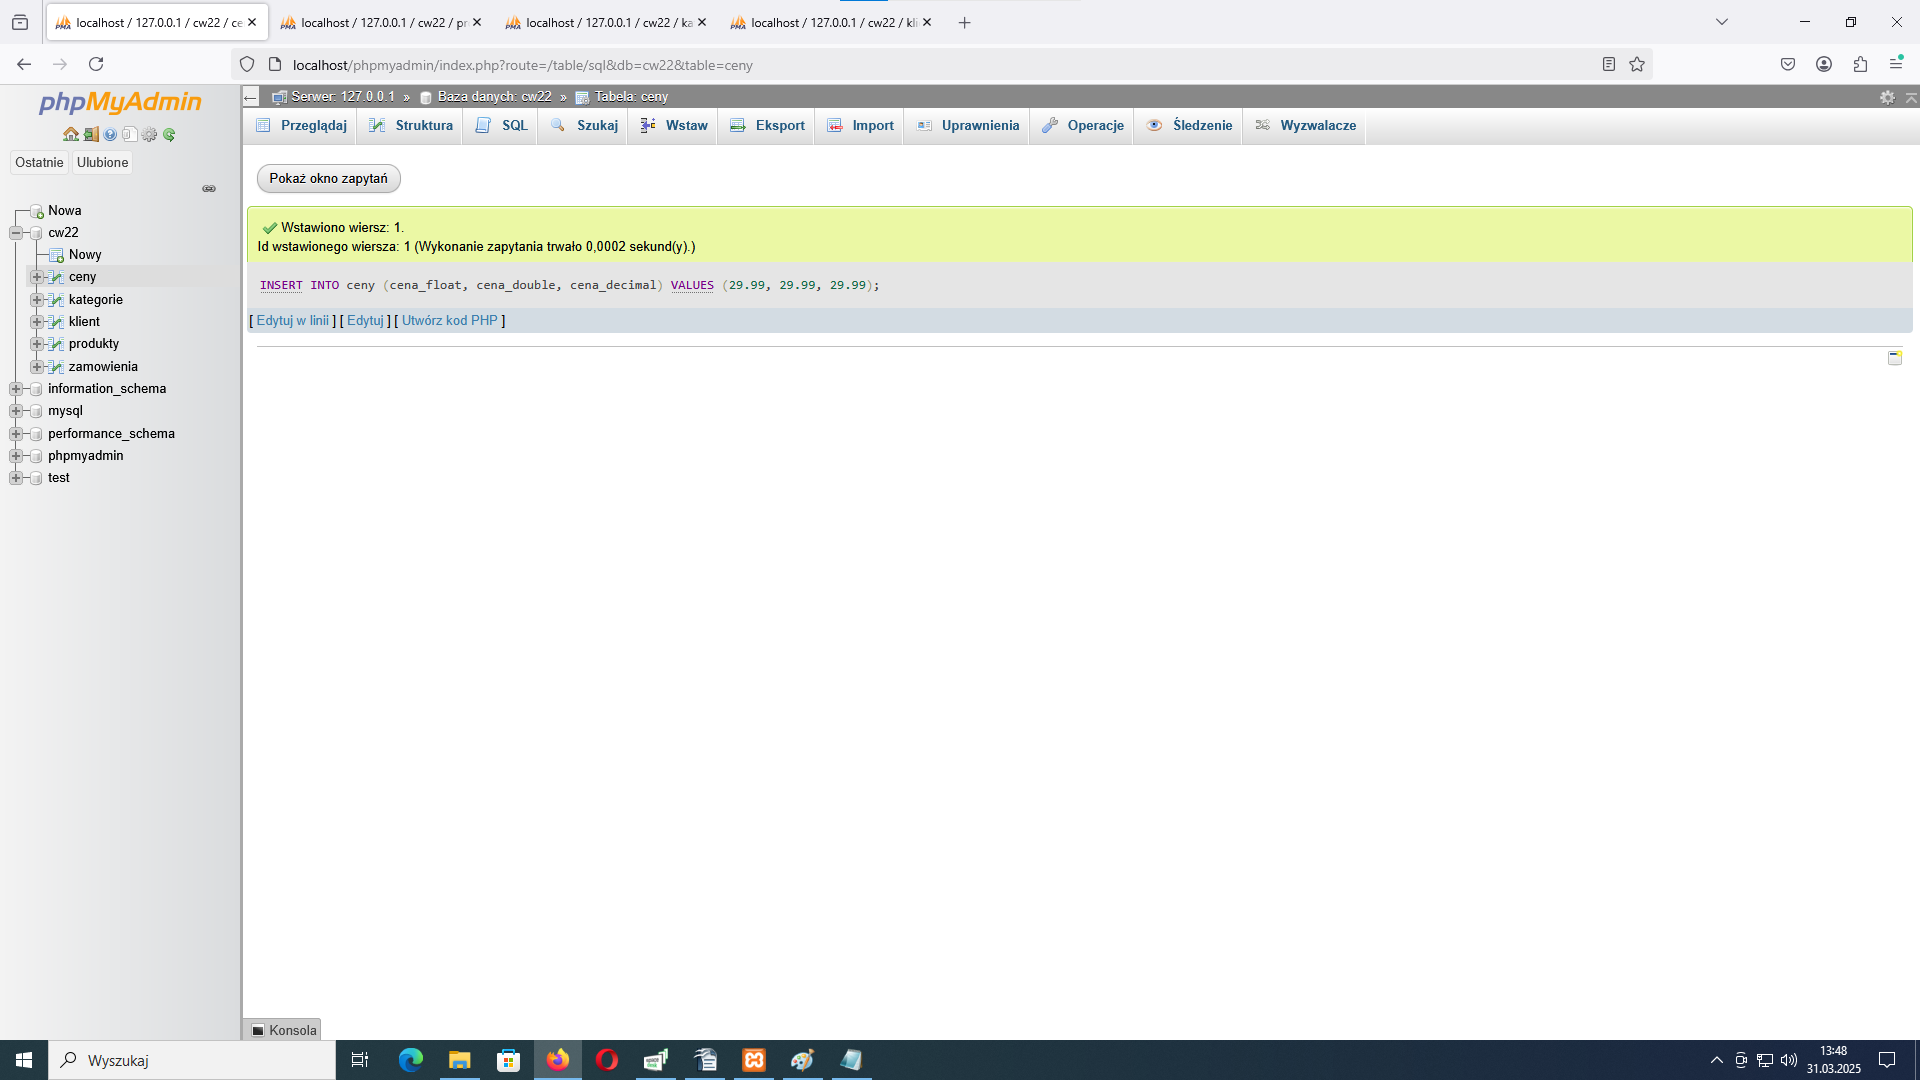 localhost / 127.0.0.1 / cw22 / ce
localhost / 127.0.0.1 / cw22 / pr
localhost / 127.0.0.1 / cw22 / ka
localhost / 127.0.0.1 / cw22 / kli
localhost/phpmyadmin/index.php?route=/table/sql&db=cw22&table=ceny
phpMyAdmin
Ostatnie Ulubione
Nowa
cw22
Nowy
ceny
kategorie
klient
produkty
zamowienia
information_schema
mysql
performance_schema
phpmyadmin
test
Serwer: 127.0.0.1 » Baza danych: cw22 » Tabela: ceny
Przeglądaj Struktura SQL Szukaj Wstaw Eksport Import Uprawnienia Operacje Śledzenie Wyzwalacze
Pokaż okno zapytań
Wstawiono wiersz: 1.
Id wstawionego wiersza: 1 (Wykonanie zapytania trwało 0,0002 sekund(y).)
INSERT INTO ceny (cena_float, cena_double, cena_decimal) VALUES (29.99, 29.99, 29.99);
[ Edytuj w linii ] [ Edytuj ] [ Utwórz kod PHP ]
Konsola
Wyszukaj
13:48
31.03.2025